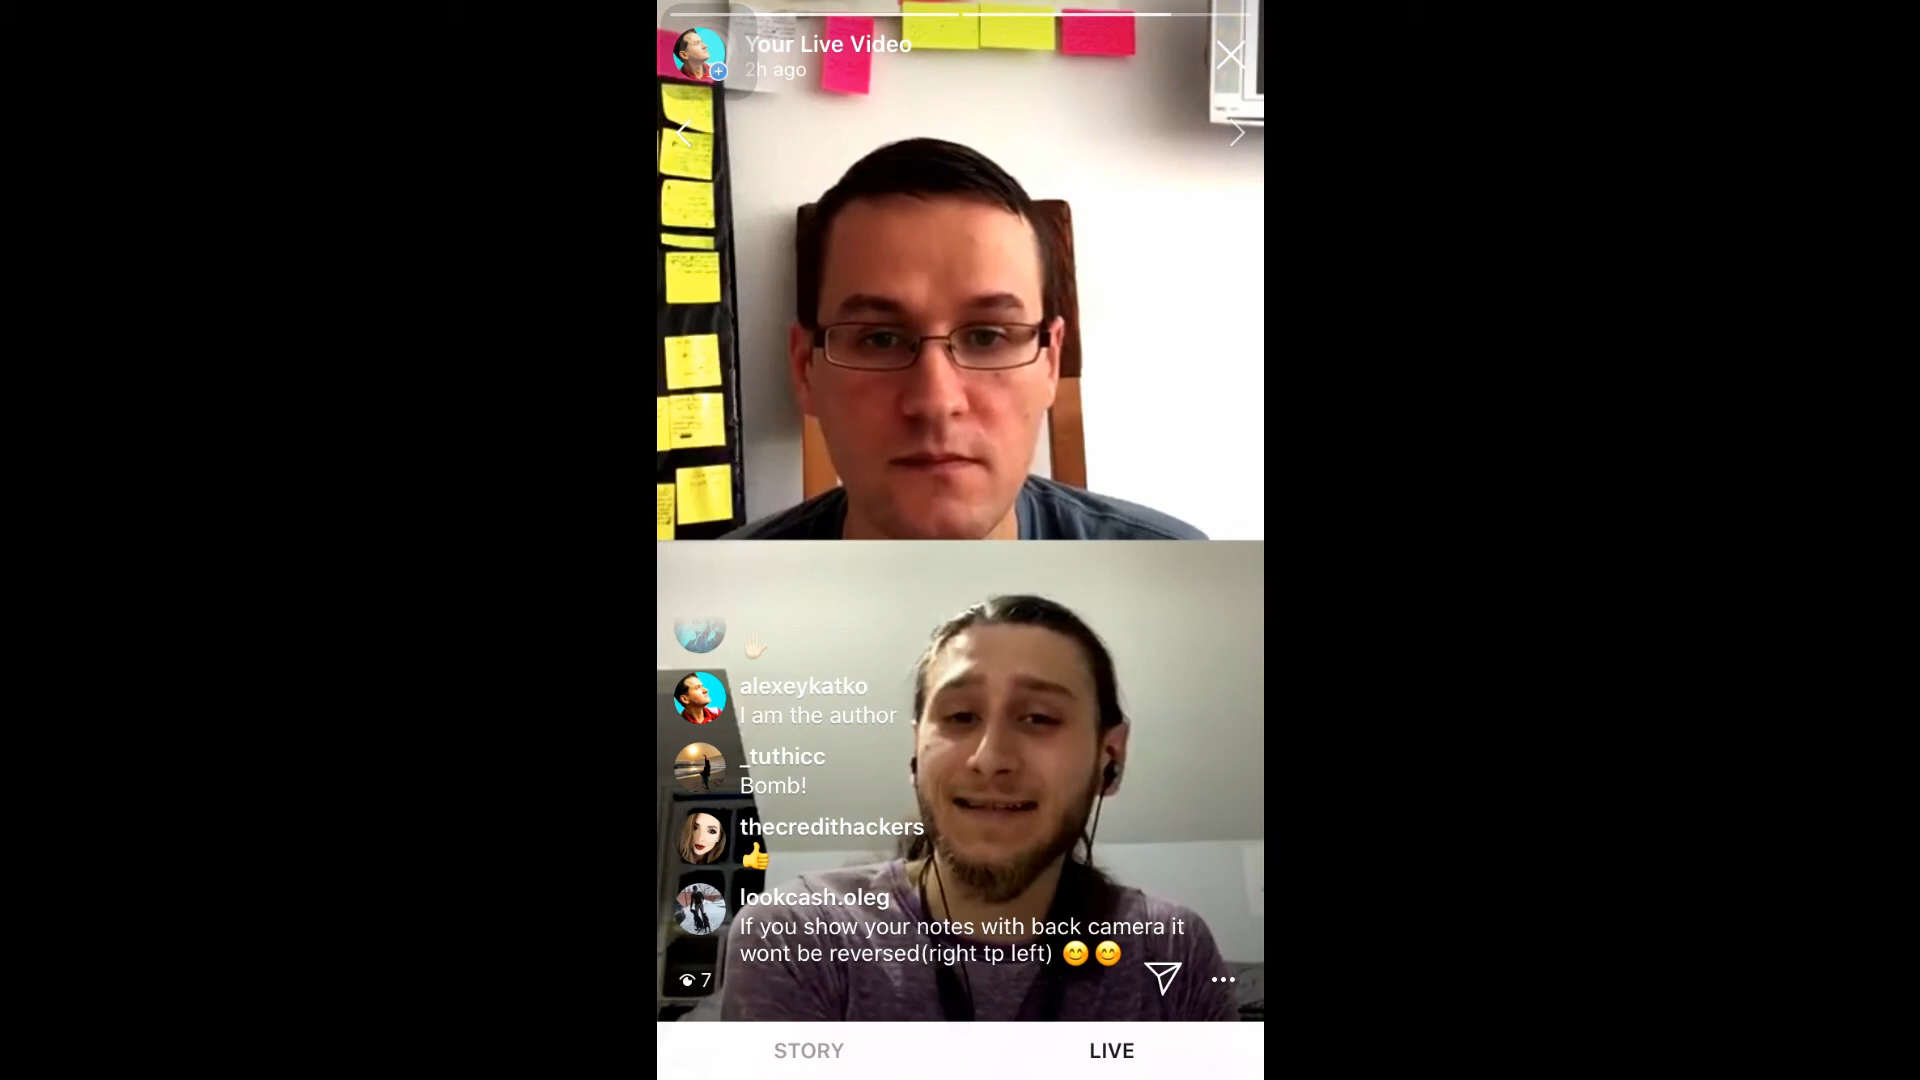 Your Live Video
2h ago
alexeykatko
I am the author
_tuthicc
Bomb!
thecredithackers
👍
lookcash.oleg
If you show your notes with back camera it
wont be reversed(right tp left) 😊 😊
7
STORY
LIVE